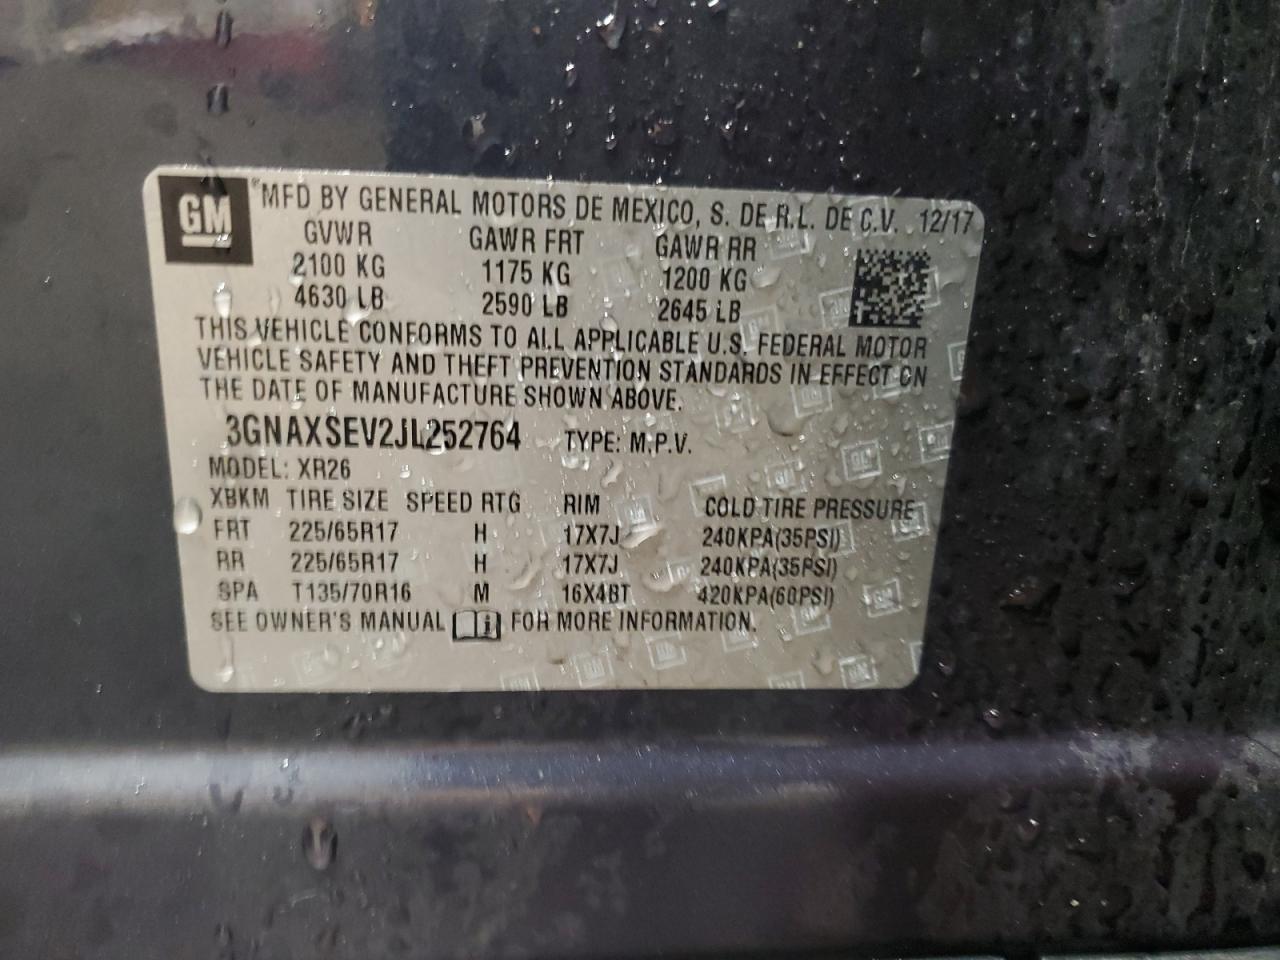 GM ® MFD BY GENERAL MOTORS DE MEXICO, S. DE R.L. DE C.V. 12/17
GVWR GAWR FRT GAWR RR
2100 KG 1175 KG 1200 KG
4630 LB 2590 LB 2645 LB
THIS VEHICLE CONFORMS TO ALL APPLICABLE U.S. FEDERAL MOTOR
VEHICLE SAFETY AND THEFT PREVENTION STANDARDS IN EFFECT ON
THE DATE OF MANUFACTURE SHOWN ABOVE.
3GNAXSEV2JL252764 TYPE: M.P.V.
MODEL: XR26
XBKM TIRE SIZE SPEED RTG RIM COLD TIRE PRESSURE
FRT 225/65R17 H 17X7J 240KPA(35PSI)
RR 225/65R17 H 17X7J 240KPA(35PSI)
SPA T135/70R16 M 16X4BT 420KPA(60PSI)
SEE OWNER'S MANUAL i FOR MORE INFORMATION.